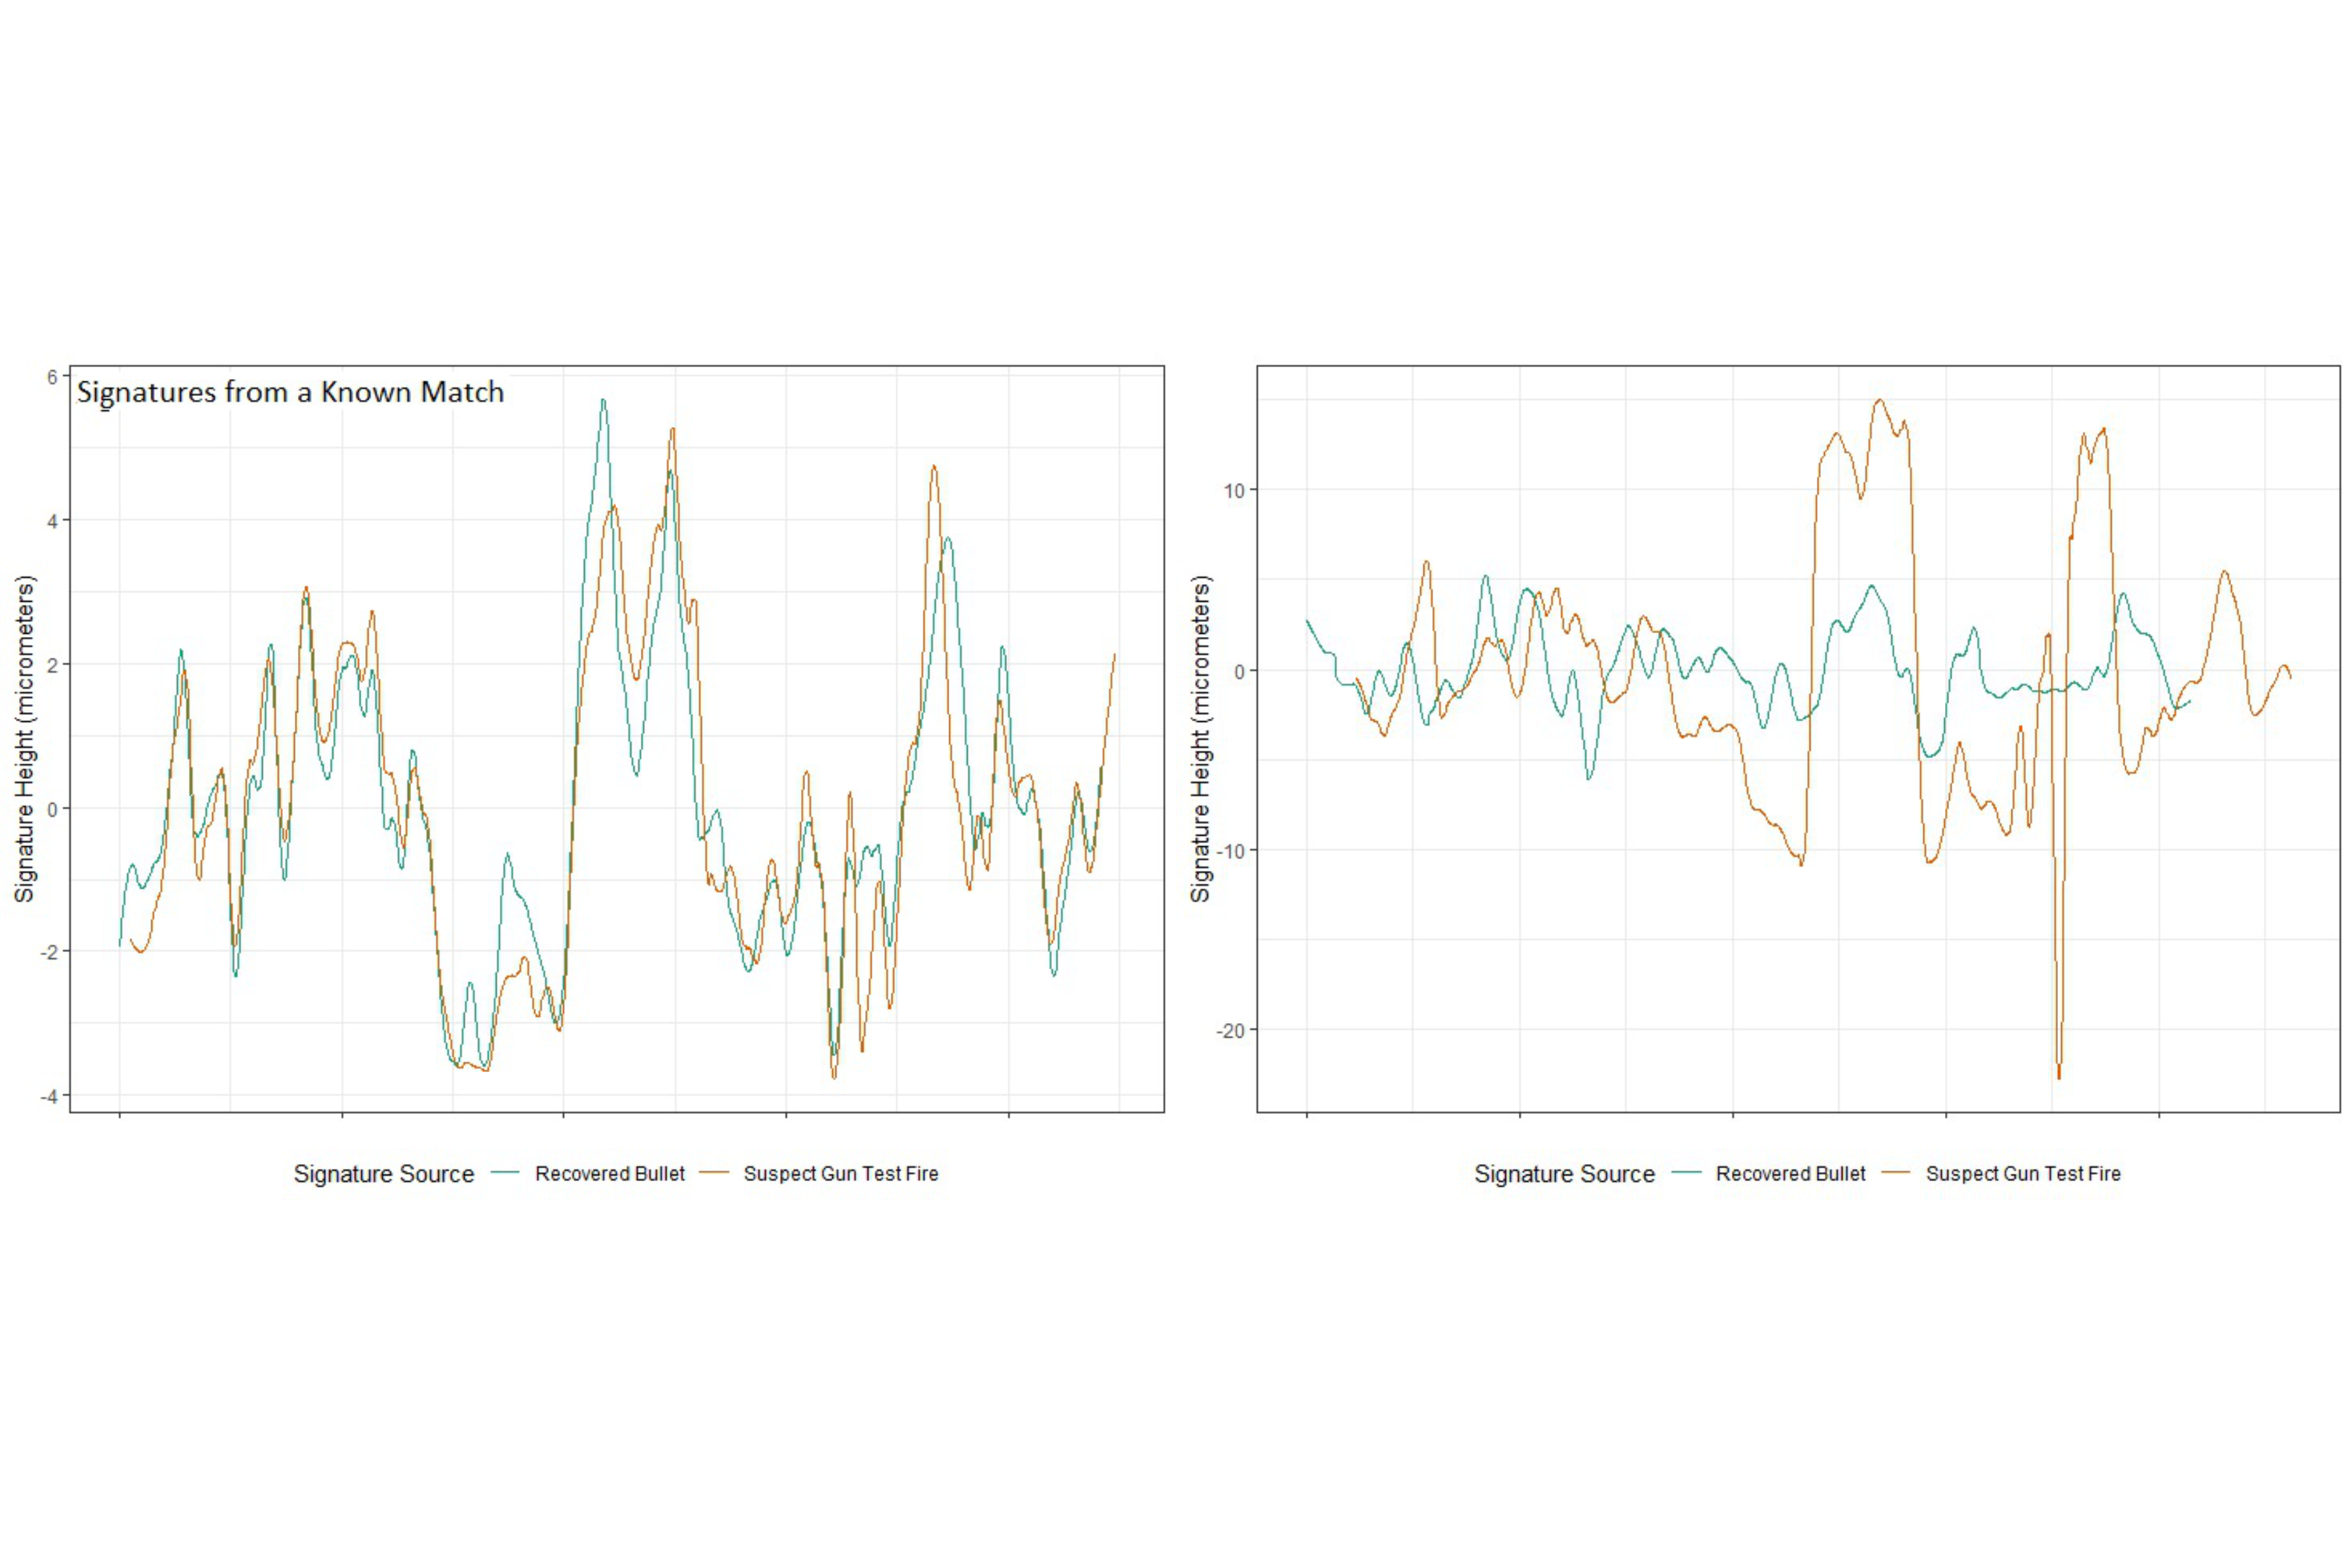 Signatures from a Known Match
Signature Height (micrometers)
6
4
2
0
-2
-4
Signature Source Recovered Bullet Suspect Gun Test Fire
Signature Height (micrometers)
10
0
-10
-20
Signature Source Recovered Bullet Suspect Gun Test Fire